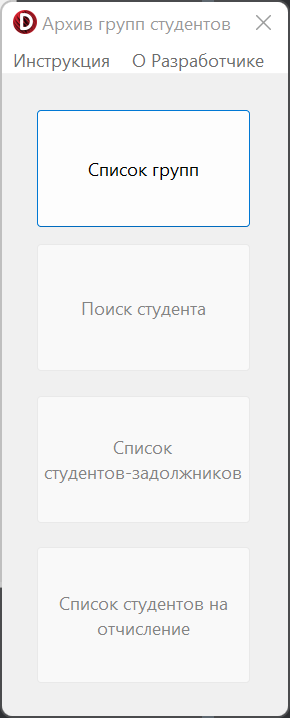 Архив групп студентов
Инструкция О Разработчике
Список групп
Поиск студента
Список
студентов-задолжников
Список студентов на
отчисление